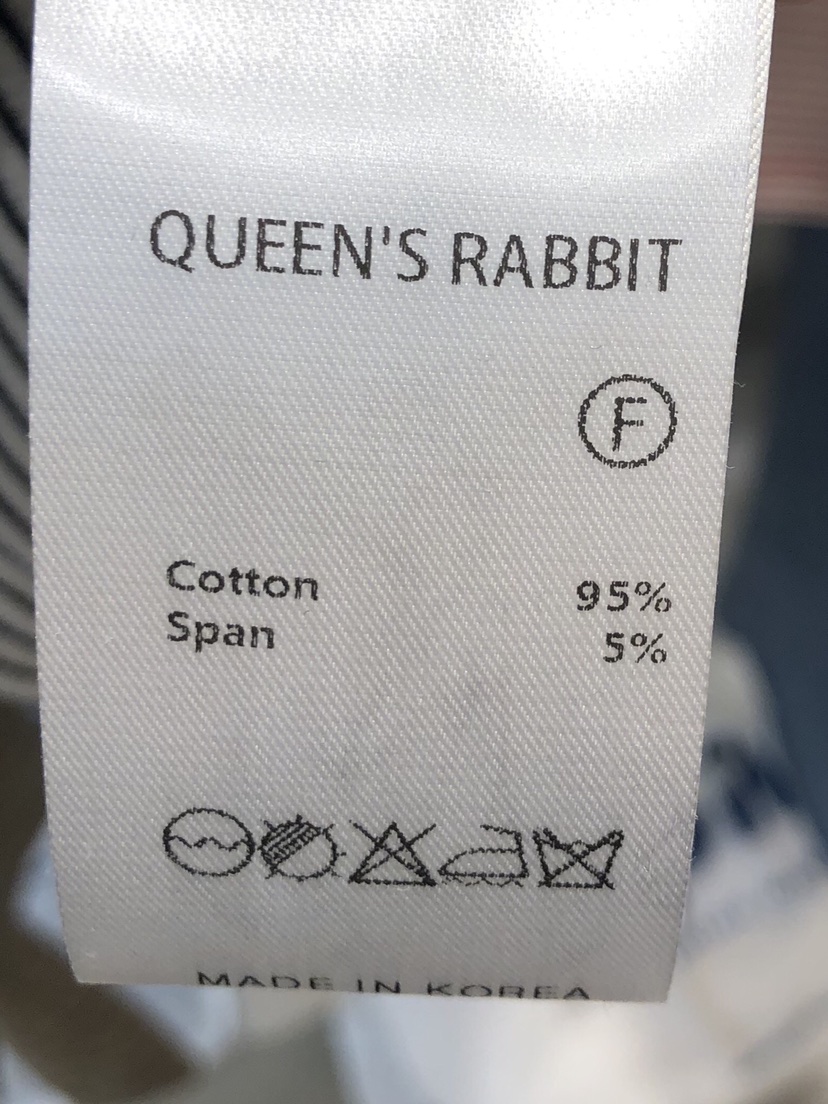 QUEEN'S RABBIT
F
Cotton 95%
Span 5%
MADE IN KOREA